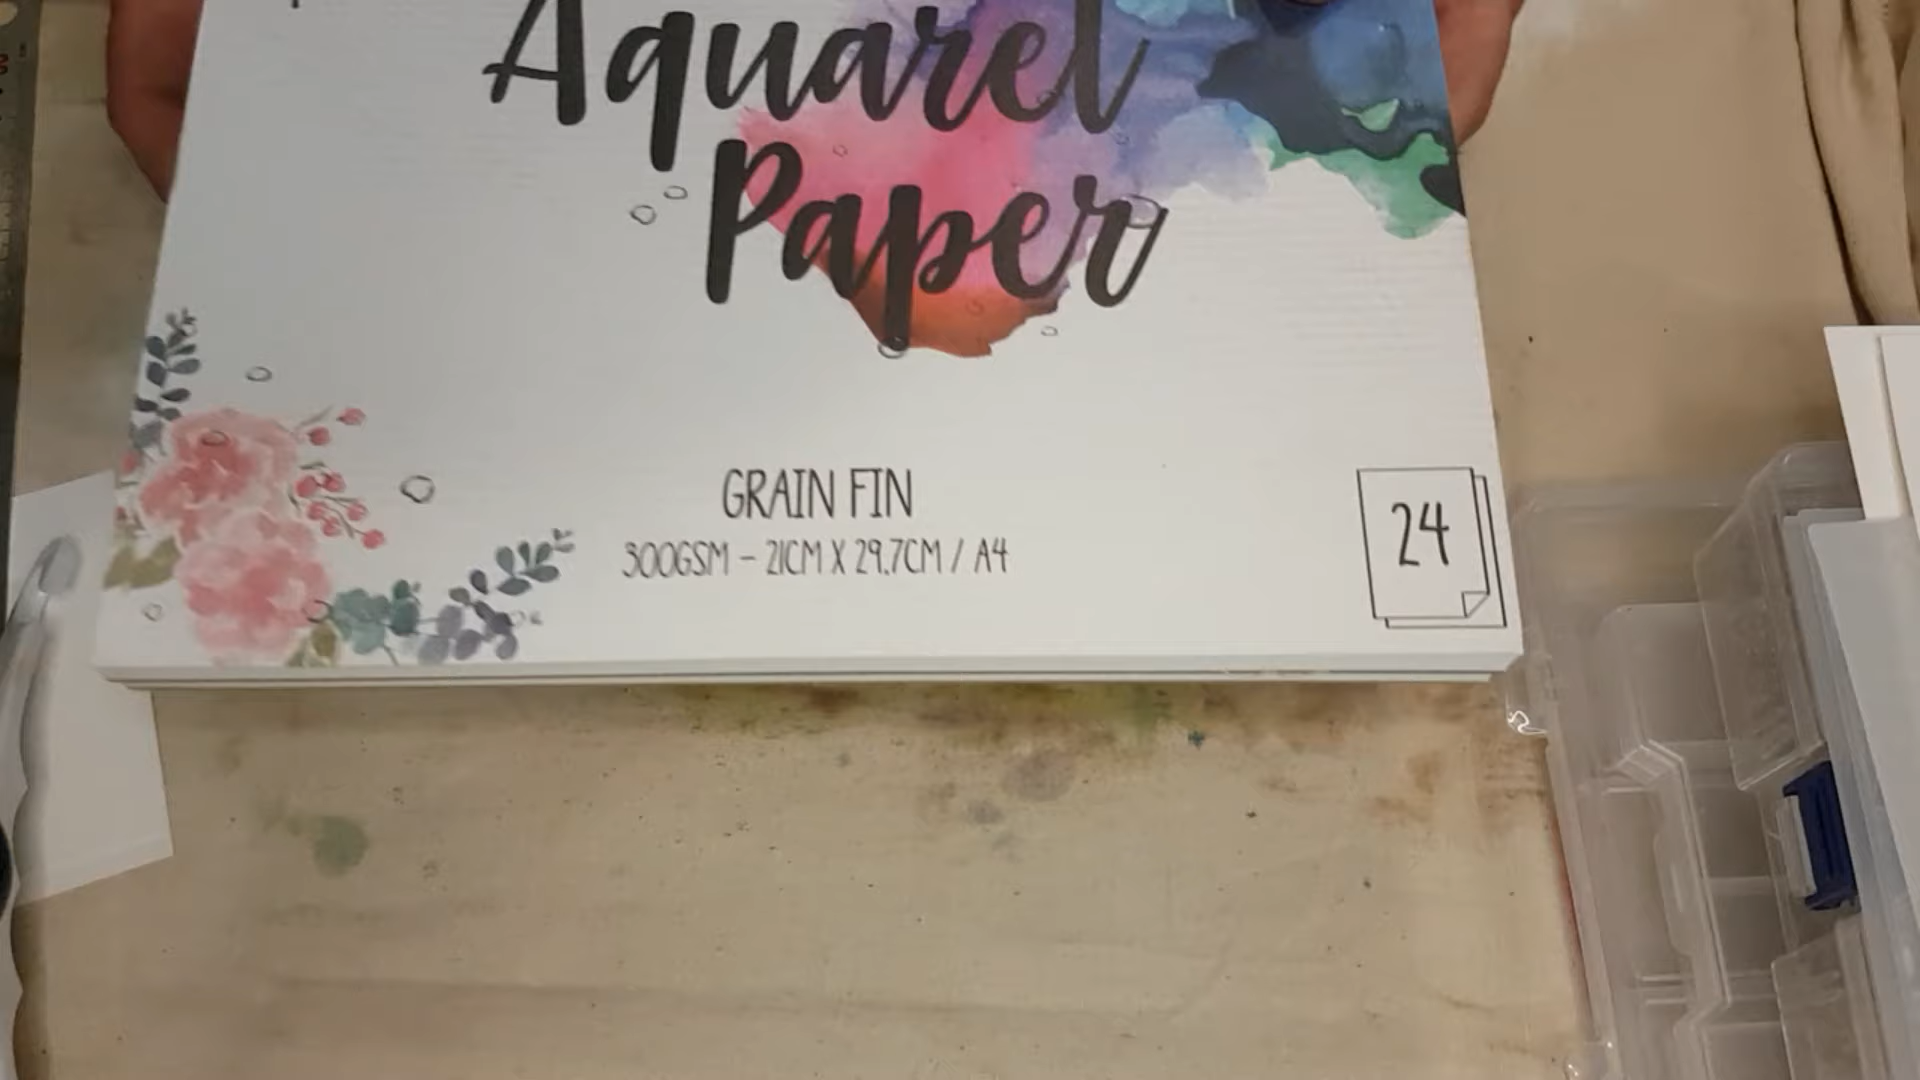 Aquarel
Paper
GRAIN FIN
300GSM – 21CM X 29.7CM / A4
24